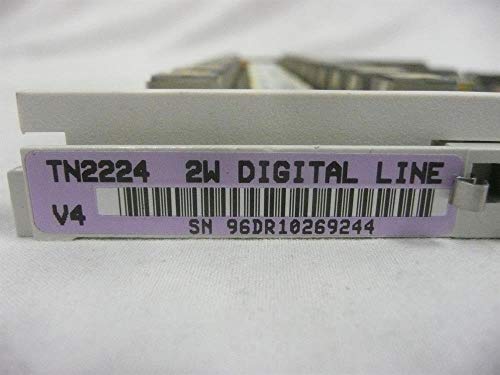 TN2224 2W DIGITAL LINE
V4
SN 96DR10269244